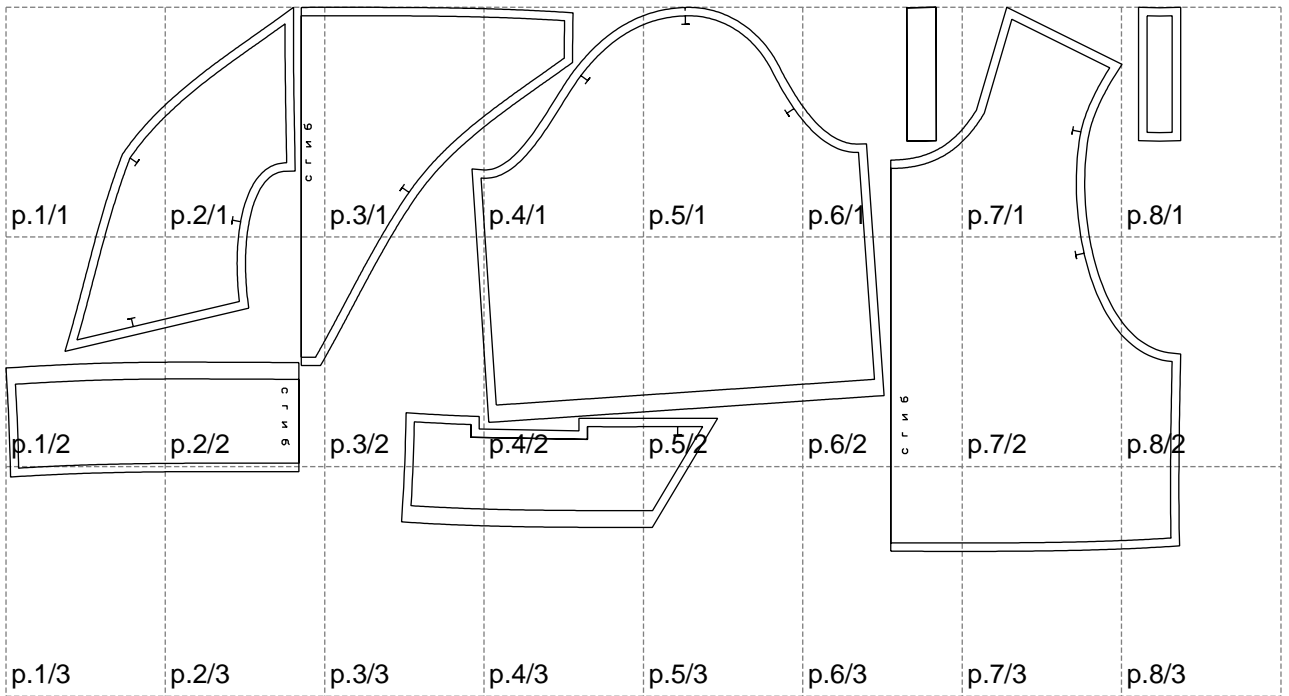 сгиб
p.1/1
p.2/1
p.3/1
p.4/1
p.5/1
p.6/1
p.7/1
p.8/1
сгиб
сгиб
p.1/2
p.2/2
p.3/2
p.4/2
p.5/2
p.6/2
p.7/2
p.8/2
p.1/3
p.2/3
p.3/3
p.4/3
p.5/3
p.6/3
p.7/3
p.8/3